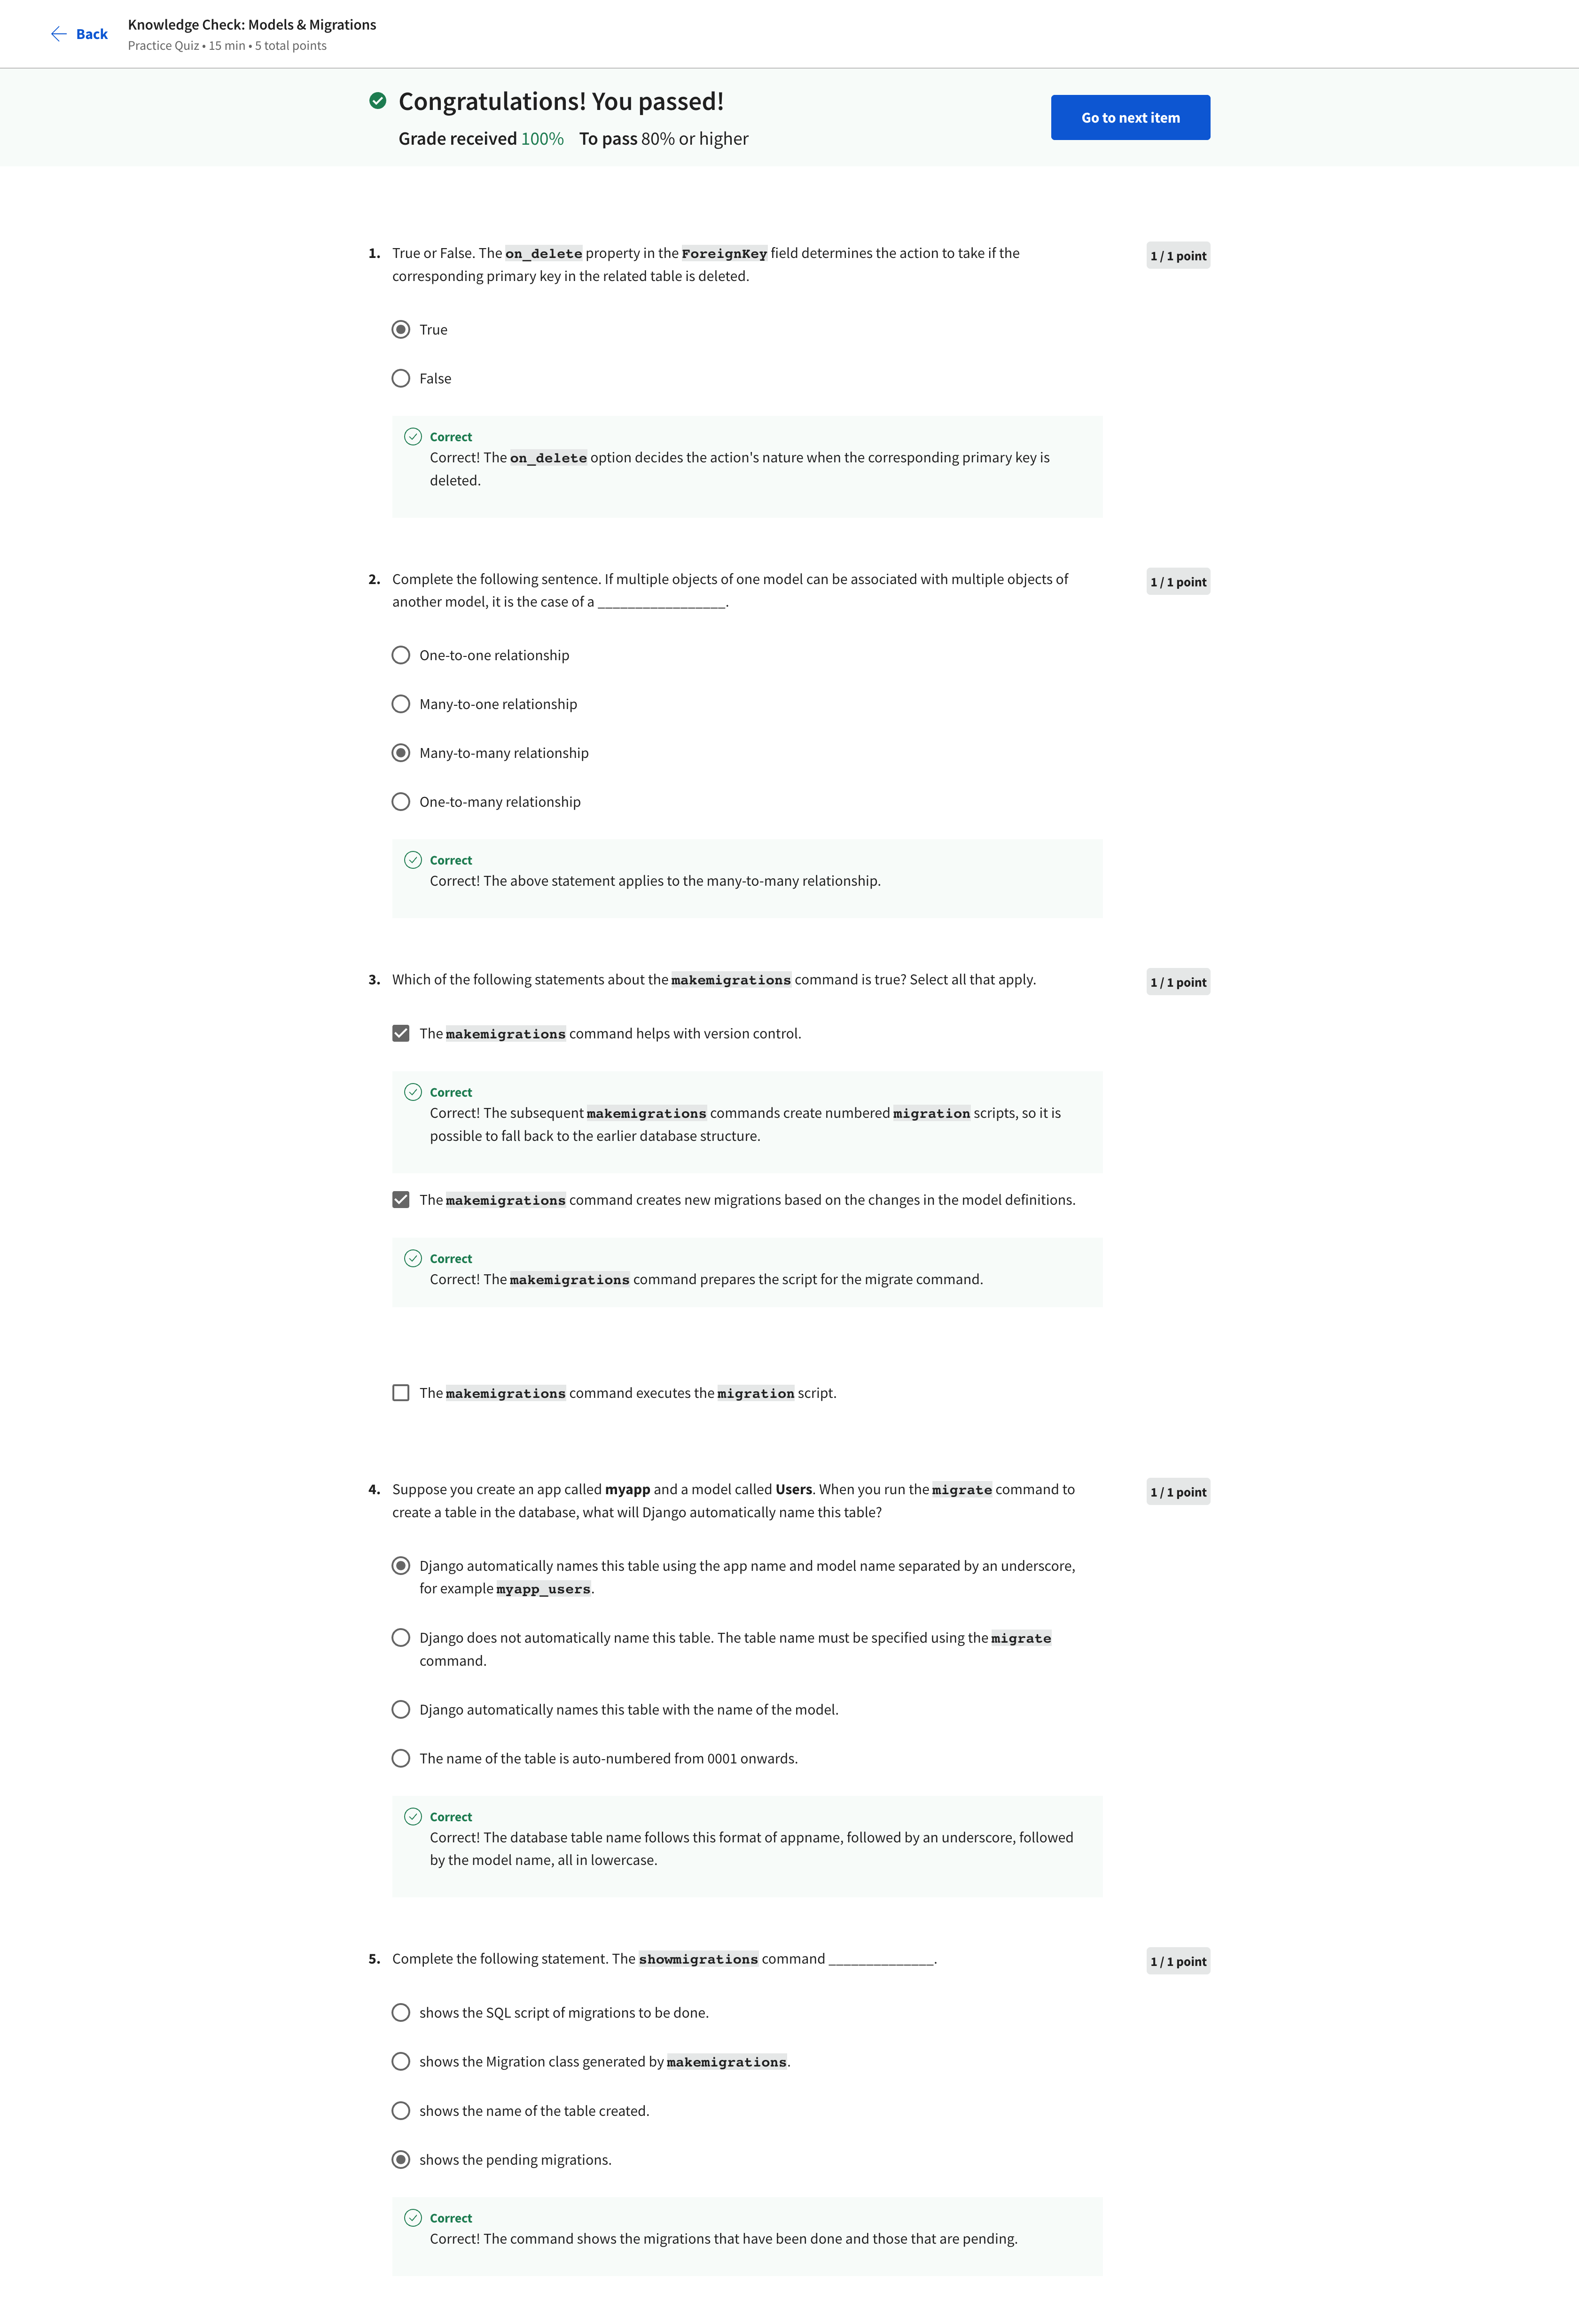 Back
Knowledge Check: Models & Migrations
Practice Quiz • 15 min • 5 total points
Congratulations! You passed!
Grade received 100% To pass 80% or higher
Go to next item
1. True or False. The on_delete property in the ForeignKey field determines the action to take if the
corresponding primary key in the related table is deleted.
1 / 1 point
True
False
Correct
Correct! The on_delete option decides the action's nature when the corresponding primary key is
deleted.
2. Complete the following sentence. If multiple objects of one model can be associated with multiple objects of
another model, it is the case of a _________________.
1 / 1 point
One-to-one relationship
Many-to-one relationship
Many-to-many relationship
One-to-many relationship
Correct
Correct! The above statement applies to the many-to-many relationship.
3. Which of the following statements about the makemigrations command is true? Select all that apply.
1 / 1 point
The makemigrations command helps with version control.
Correct
Correct! The subsequent makemigrations commands create numbered migration scripts, so it is
possible to fall back to the earlier database structure.
The makemigrations command creates new migrations based on the changes in the model definitions.
Correct
Correct! The makemigrations command prepares the script for the migrate command.
The makemigrations command executes the migration script.
4. Suppose you create an app called myapp and a model called Users. When you run the migrate command to
create a table in the database, what will Django automatically name this table?
1 / 1 point
Django automatically names this table using the app name and model name separated by an underscore,
for example myapp_users.
Django does not automatically name this table. The table name must be specified using the migrate
command.
Django automatically names this table with the name of the model.
The name of the table is auto-numbered from 0001 onwards.
Correct
Correct! The database table name follows this format of appname, followed by an underscore, followed
by the model name, all in lowercase.
5. Complete the following statement. The showmigrations command ______________.
1 / 1 point
shows the SQL script of migrations to be done.
shows the Migration class generated by makemigrations.
shows the name of the table created.
shows the pending migrations.
Correct
Correct! The command shows the migrations that have been done and those that are pending.